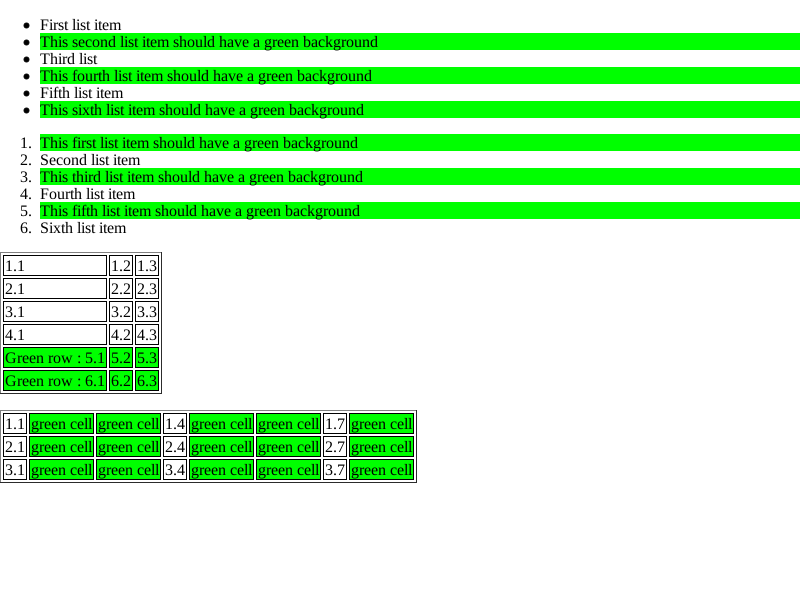 First list item
This second list item should have a green background
Third list
This fourth list item should have a green background
Fifth list item
This sixth list item should have a green background
1. This first list item should have a green background
2. Second list item
3. This third list item should have a green background
4. Fourth list item
5. This fifth list item should have a green background
6. Sixth list item
1.1 1.2 1.3
2.1 2.2 2.3
3.1 3.2 3.3
4.1 4.2 4.3
Green row : 5.1 5.2 5.3
Green row : 6.1 6.2 6.3
1.1 green cell green cell 1.4 green cell green cell 1.7 green cell
2.1 green cell green cell 2.4 green cell green cell 2.7 green cell
3.1 green cell green cell 3.4 green cell green cell 3.7 green cell